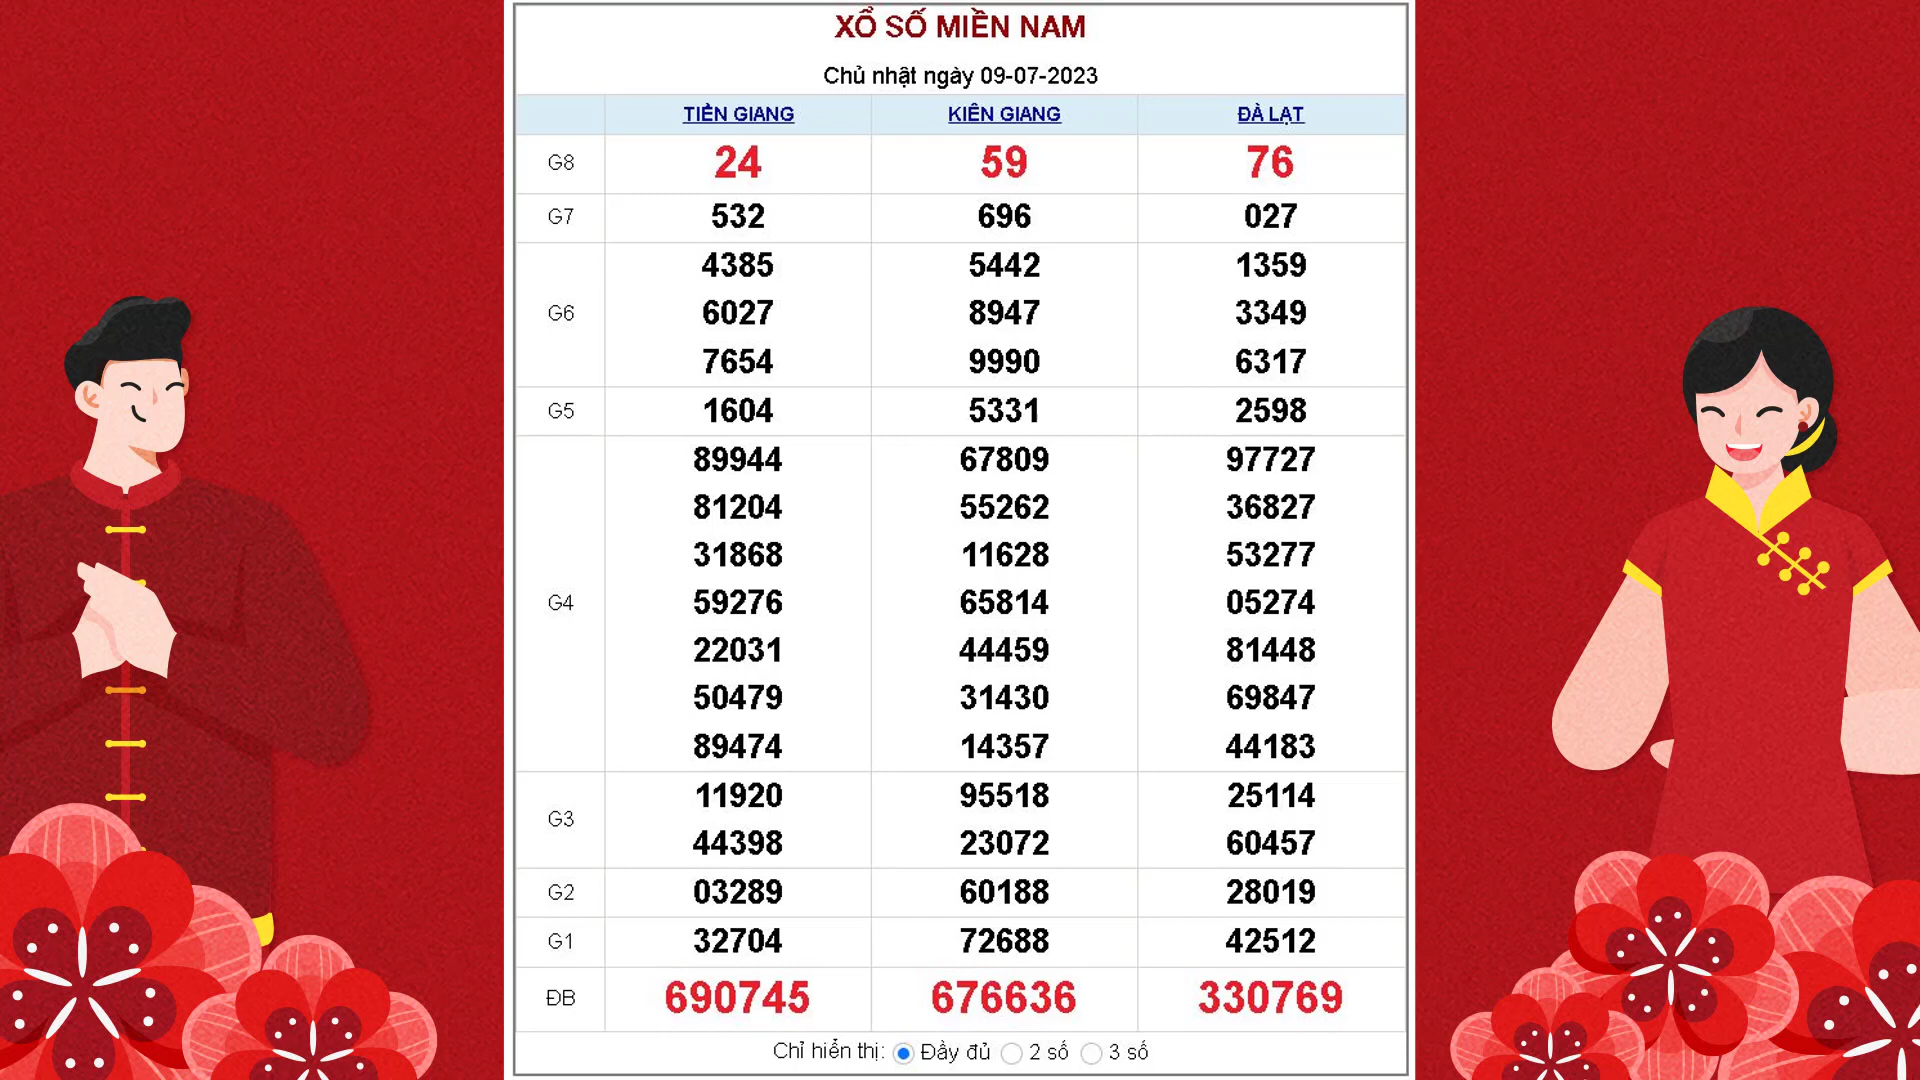 XỔ SỐ MIỀN NAM
Chủ nhật ngày 09-07-2023
TIỀN GIANG KIÊN GIANG ĐÀ LẠT
G8 24 59 76
G7 532 696 027
4385 5442 1359
G6 6027 8947 3349
7654 9990 6317
G5 1604 5331 2598
89944 67809 97727
81204 55262 36827
31868 11628 53277
G4 59276 65814 05274
22031 44459 81448
50479 31430 69847
89474 14357 44183
G3 11920 95518 25114
44398 23072 60457
G2 03289 60188 28019
G1 32704 72688 42512
ĐB 690745 676636 330769
Chỉ hiển thị: Đầy đủ 2 số 3 số